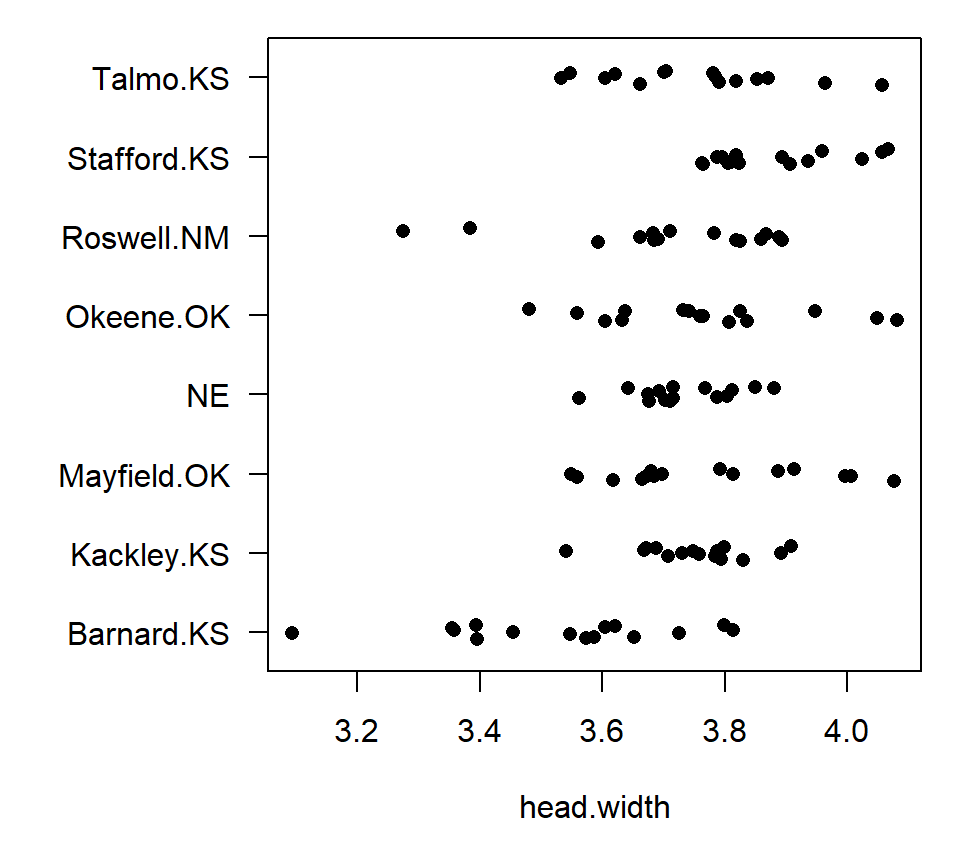 Talmo.KS
Stafford.KS
Roswell.NM
Okeene.OK
NE
Mayfield.OK
Kackley.KS
Barnard.KS
3.2 3.4 3.6 3.8 4.0
head.width